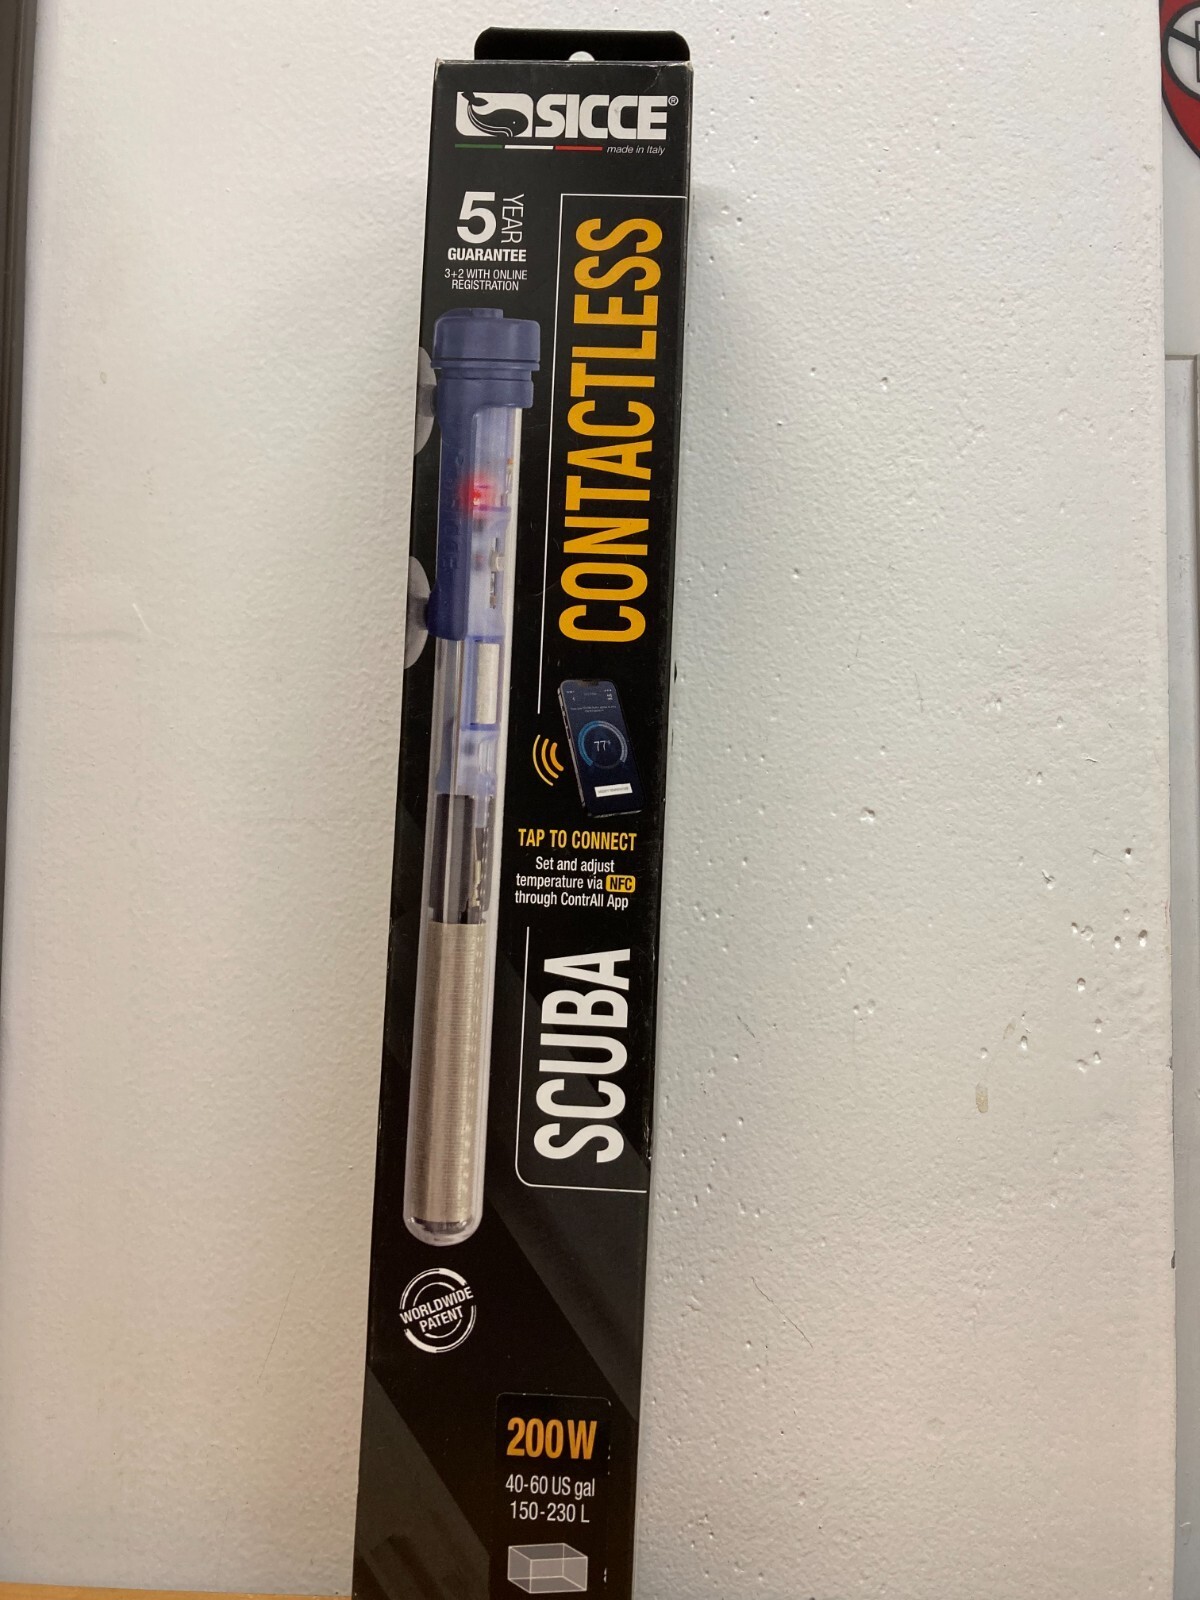 SICCE®
made in Italy
5 YEAR
GUARANTEE
3+2 WITH ONLINE
REGISTRATION
CONTACTLESS
77°
TAP TO CONNECT
Set and adjust
temperature via NFC
through ContrAll App
SCUBA
WORLDWIDE
PATENT
200W
40-60 US gal
150-230 L